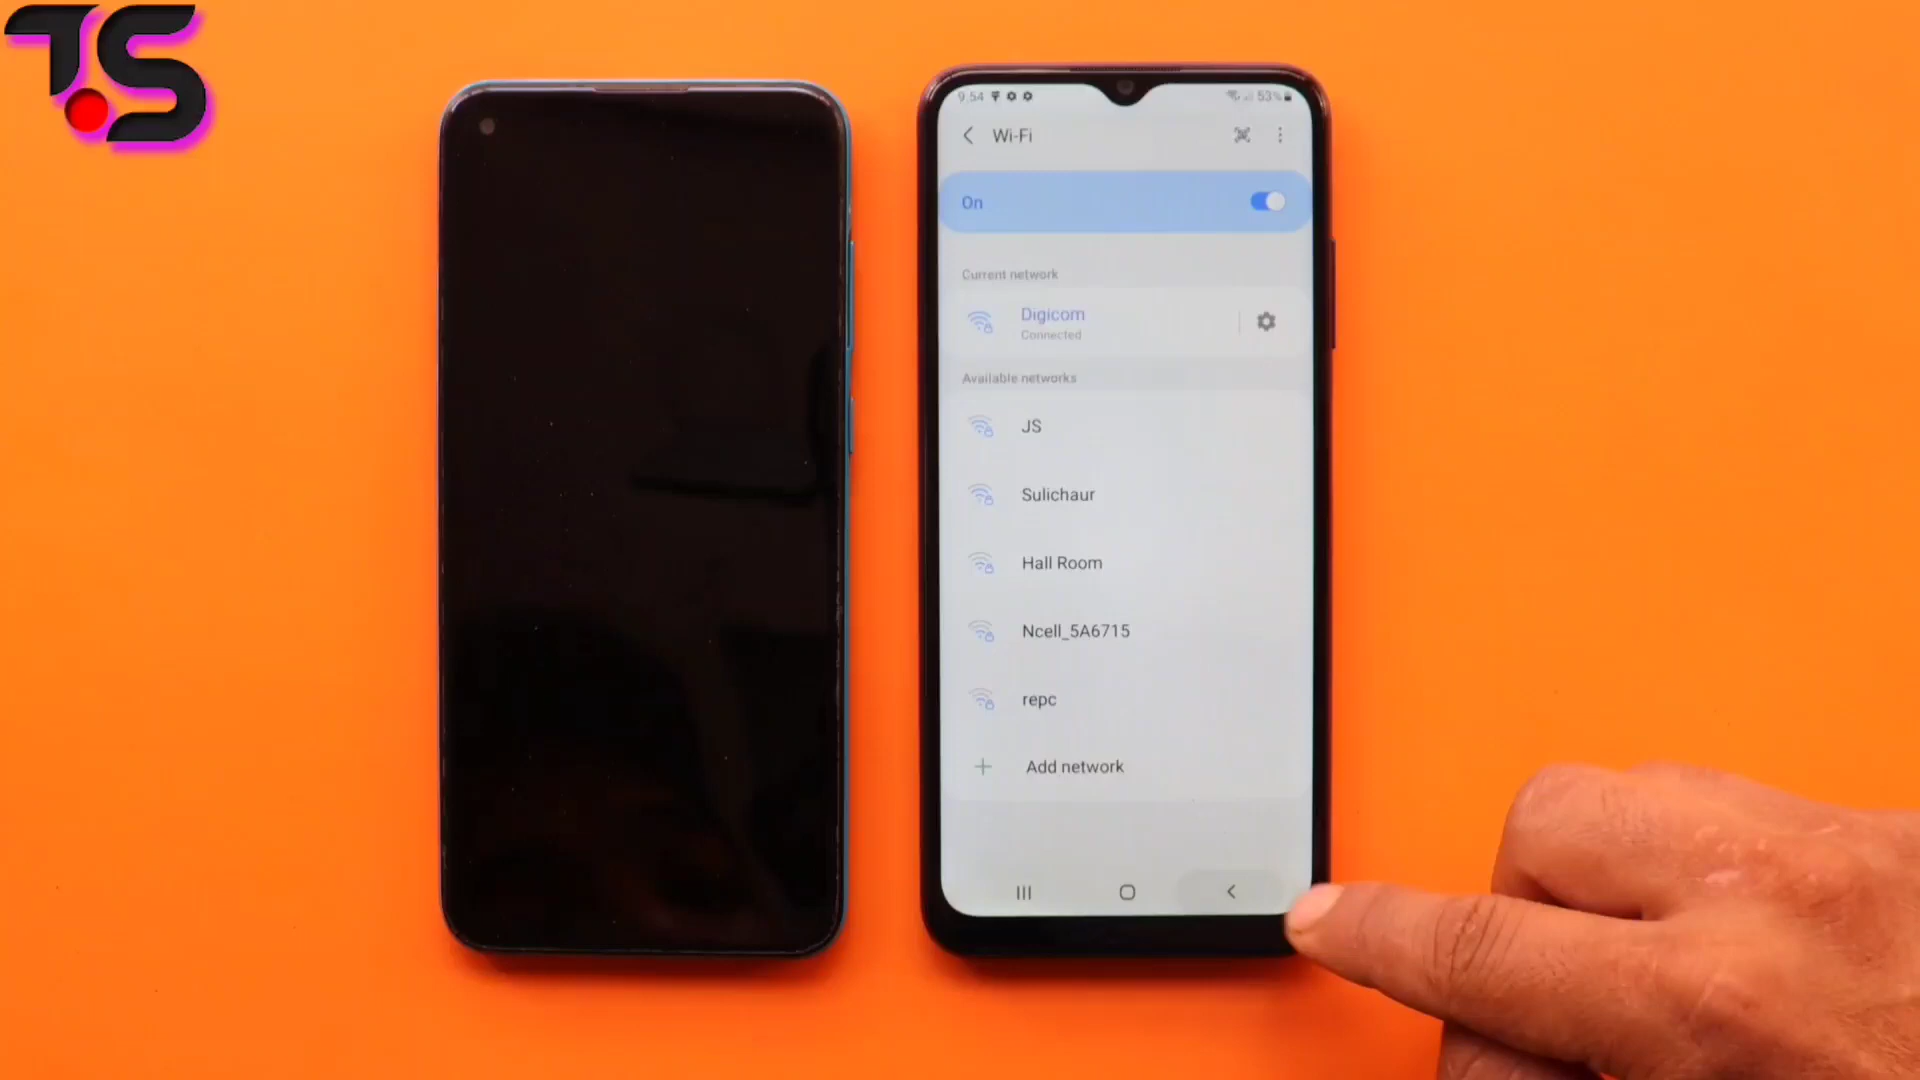 TS
9:54
53%
Wi-Fi
On
Current network
Digicom
Connected
Available networks
JS
Sulichaur
Hall Room
Ncell_5A6715
repc
Add network